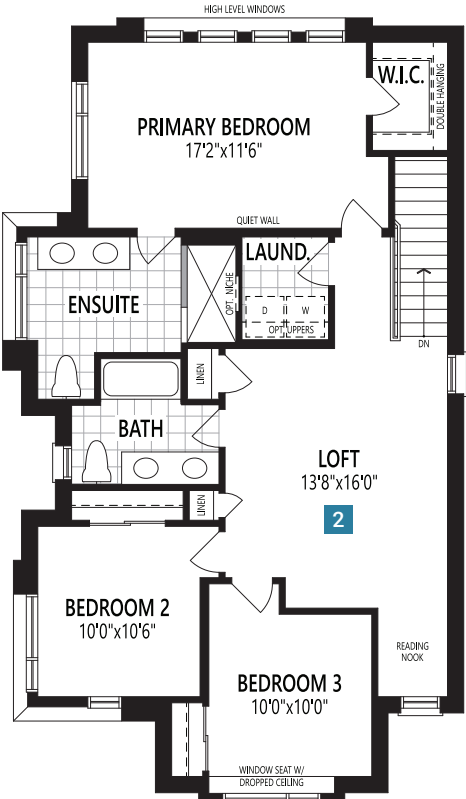 HIGH LEVEL WINDOWS
W.I.C.
DOUBLE HANGING
PRIMARY BEDROOM
17'2"x11'6"
QUIET WALL
LAUND.
ENSUITE
OPT. NICHE
D
W
OPT. UPPERS
DN
LINEN
BATH
LOFT
13'8"x16'0"
LINEN
2
BEDROOM 2
10'0"x10'6"
READING
NOOK
BEDROOM 3
10'0"x10'0"
WINDOW SEAT W/
DROPPED CEILING